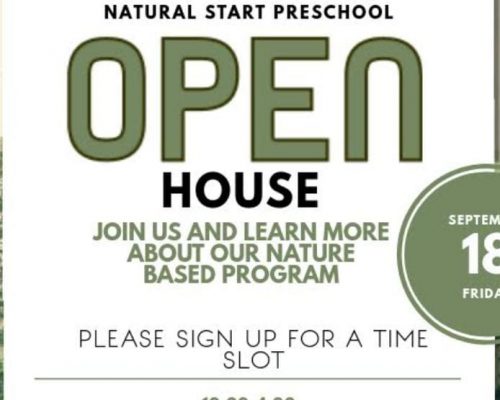 NATURAL START PRESCHOOL
OPEN
HOUSE
JOIN US AND LEARN MORE
ABOUT OUR NATURE
BASED PROGRAM
18
PLEASE SIGN UP FOR A TIME
SLOT